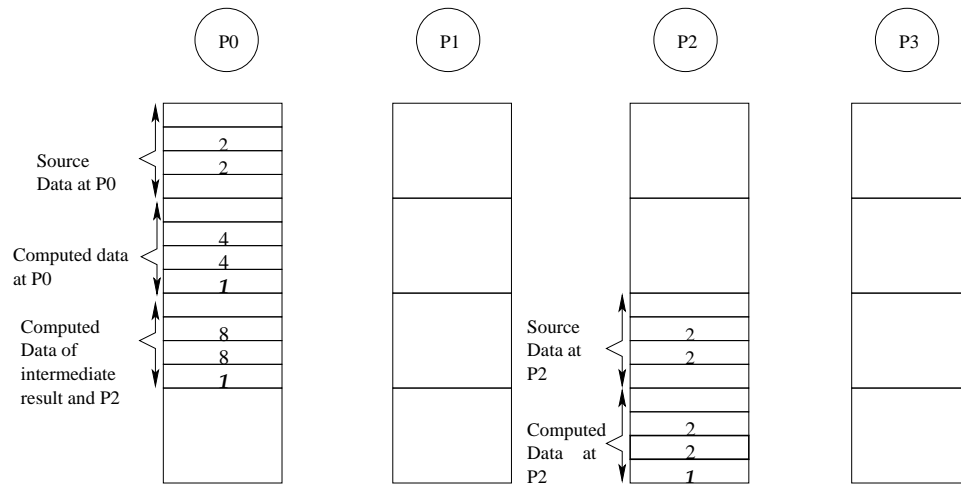 P0
P1
P2
P3
Source
Data at P0
2
2
Computed data
at P0
4
4
1
Computed
Data of
intermediate
result and P2
8
8
1
Source
Data at
P2
2
2
Computed
Data at
P2
2
2
1